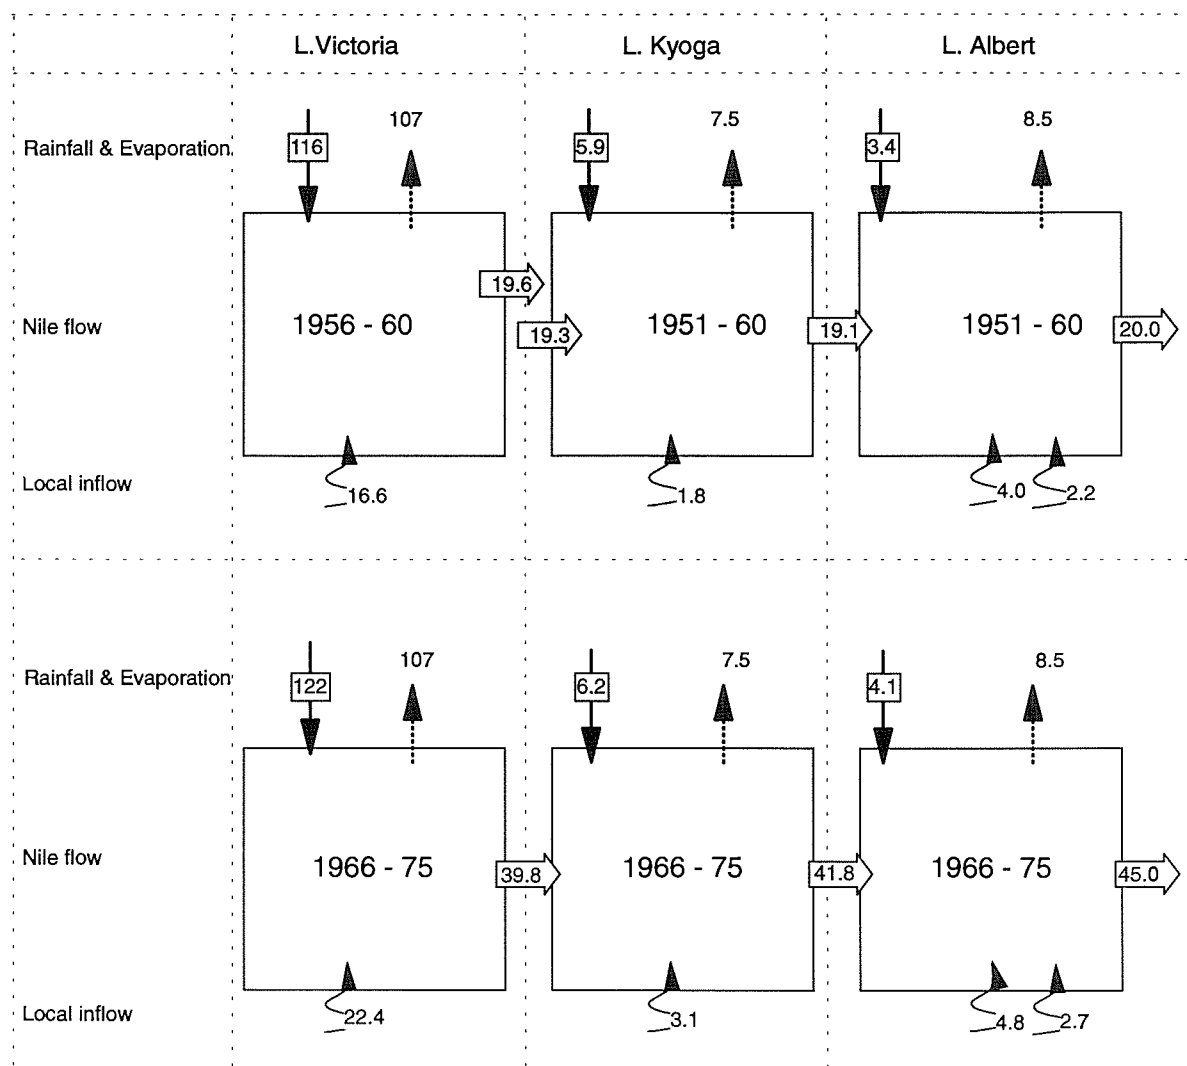 L.Victoria L. Kyoga L. Albert
107 7.5 8.5
Rainfall & Evaporation 116 5.9 3.4
19.6
Nile flow 1956 - 60 19.3 1951 - 60 19.1 1951 - 60 20.0
Local inflow 16.6 1.8 4.0 2.2
107 7.5 8.5
Rainfall & Evaporation 122 6.2 4.1
Nile flow 1966 - 75 39.8 1966 - 75 41.8 1966 - 75 45.0
Local inflow 22.4 3.1 4.8 2.7